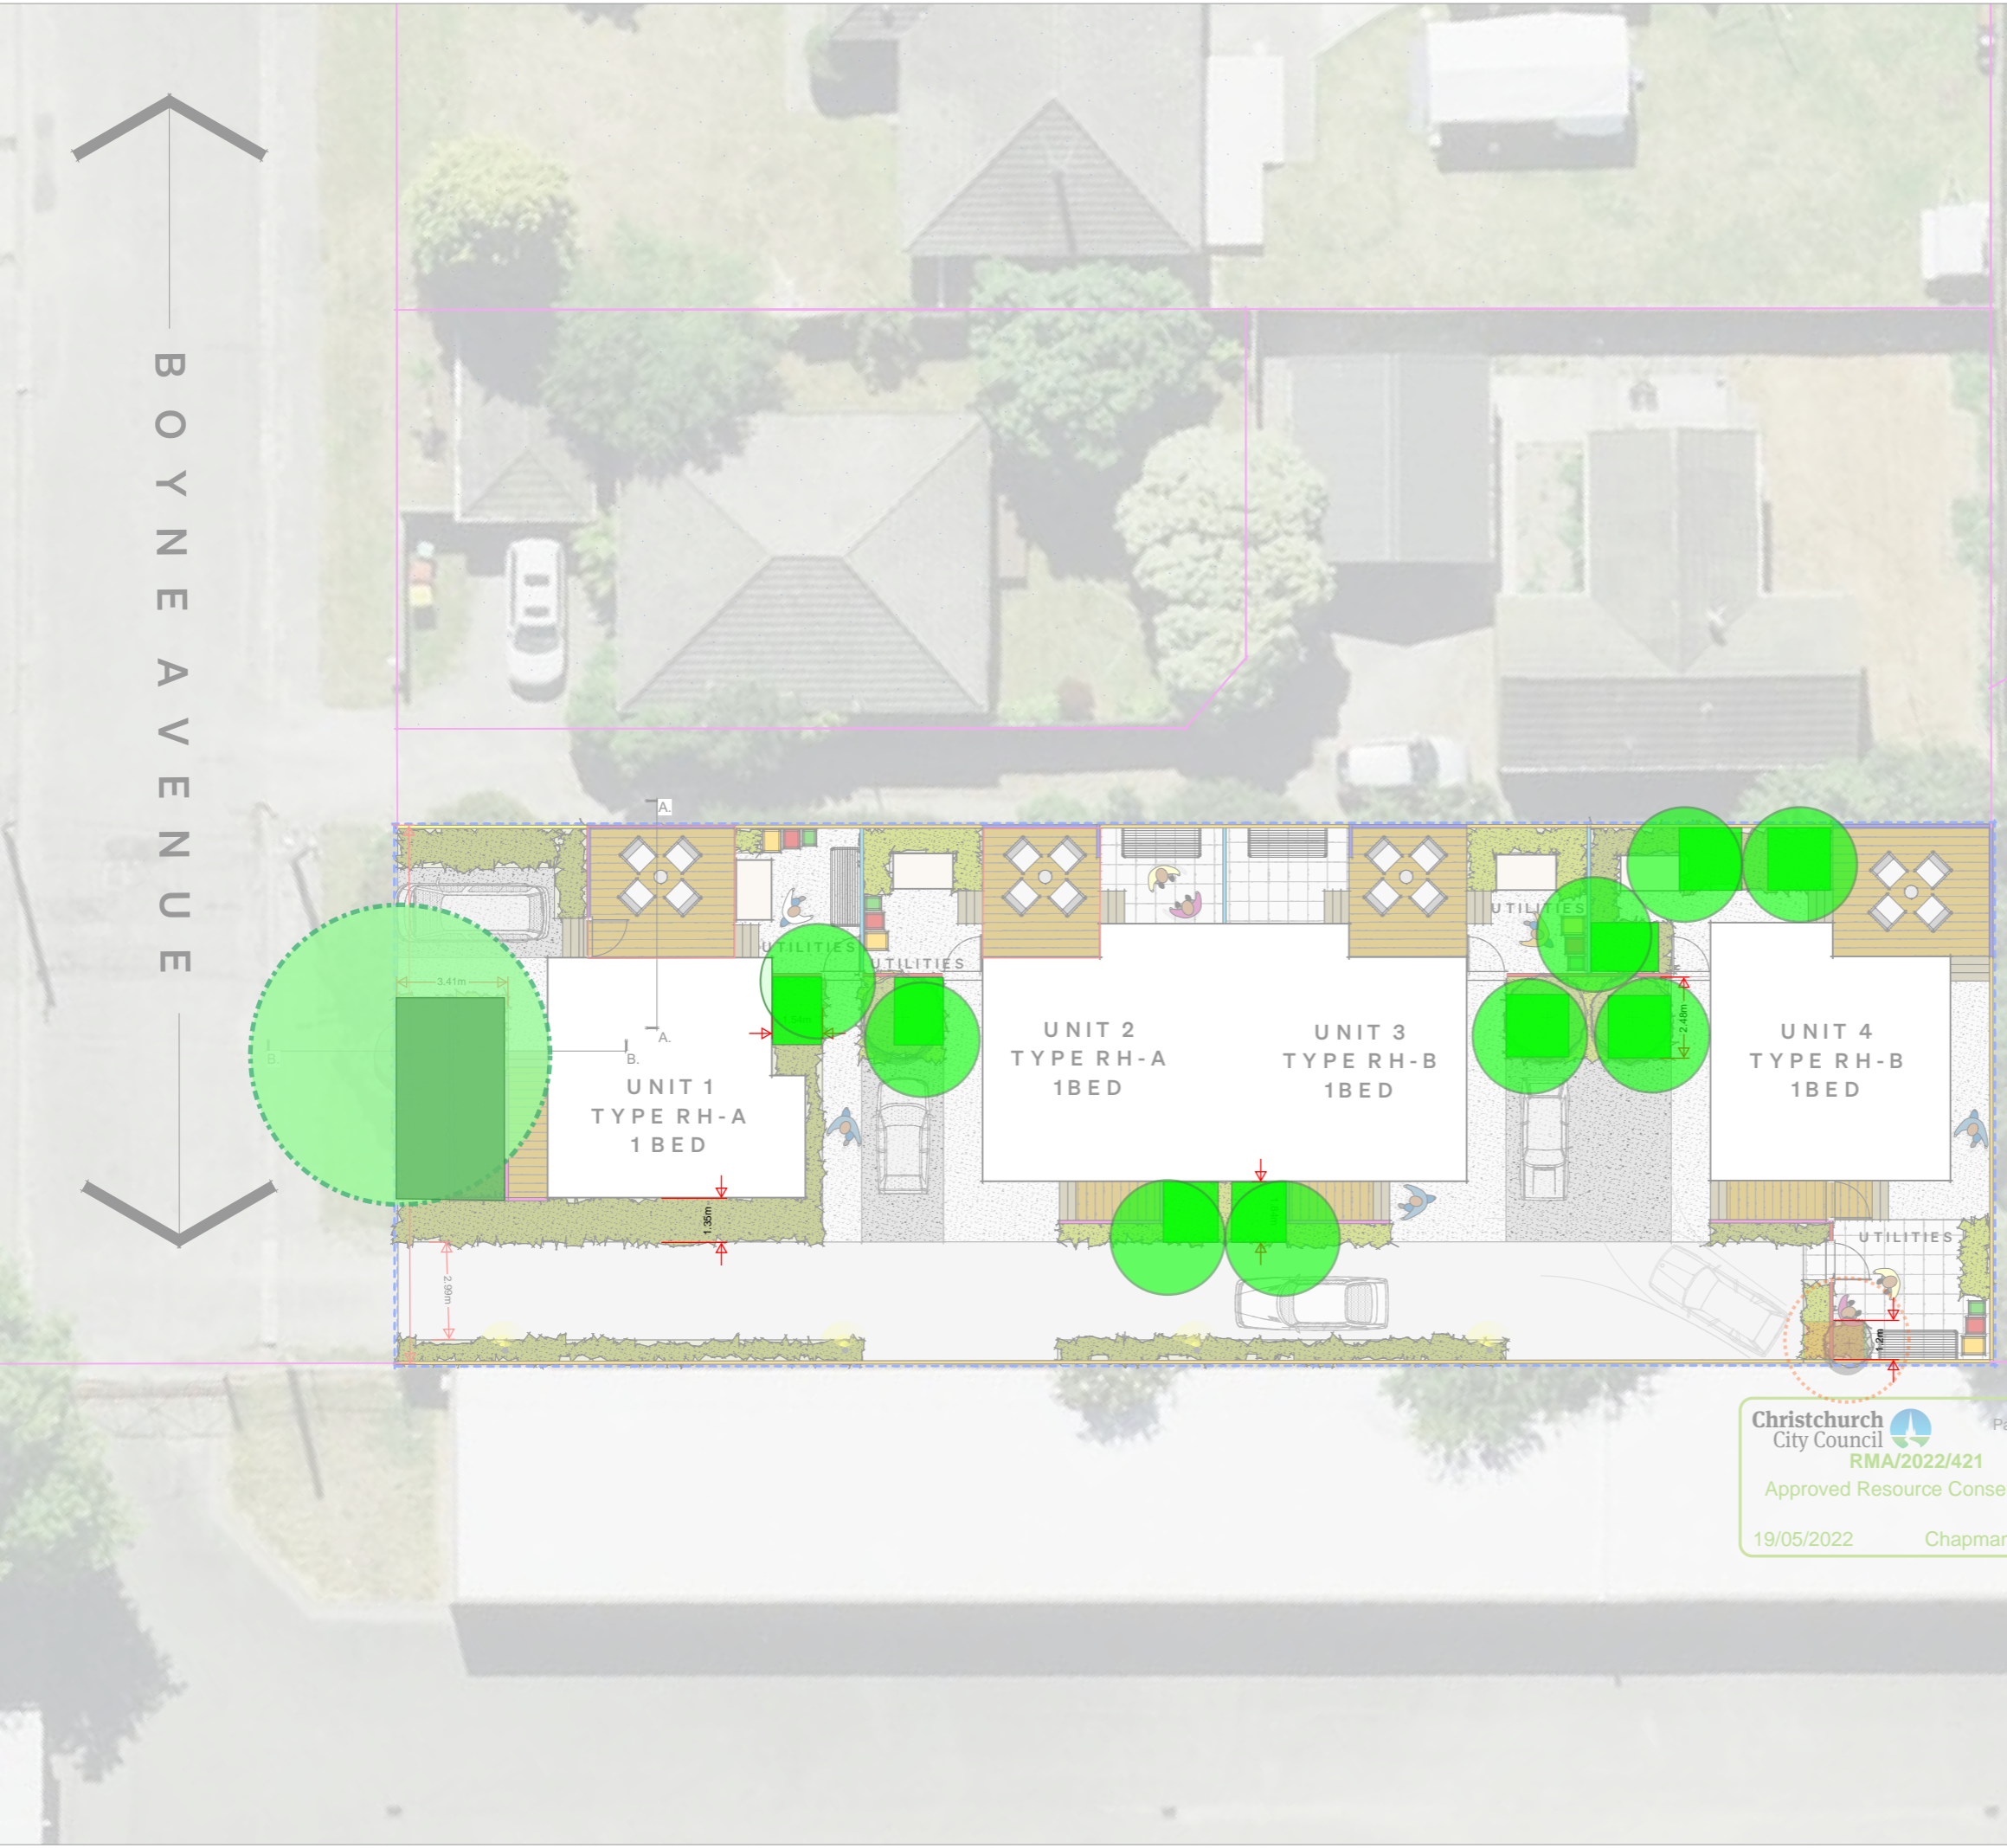 BOYNE AVENUE
A.
UTILITIES
UTILITIES
UTILITIES
3.41m
A.
B.
B.
2.48m
UNIT 1
TYPE RH-A
1 BED
UNIT 2
TYPE RH-A
1BED
UNIT 3
TYPE RH-B
1BED
UNIT 4
TYPE RH-B
1BED
1.35m
2.99m
UTILITIES
1.2m
Christchurch
City Council
RMA/2022/421
Approved Resource Conse
19/05/2022 Chapman